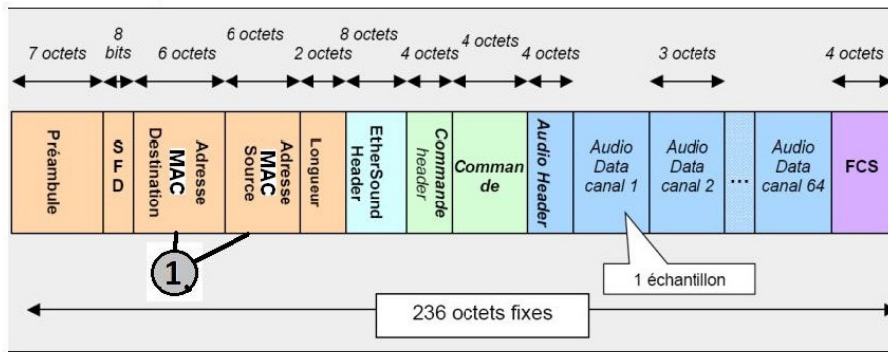 7 octets
8
bits
6 octets
6 octets
2 octets
8 octets
4 octets
4 octets
4 octets
3 octets
4 octets
Préambule
S
F
D
Adresse
MAC
Destination
Adresse
MAC
Source
Longueur
EtherSound
Header
Commande
header
Comman
de
Audio Header
Audio
Data
canal 1
Audio
Data
canal 2
...
Audio
Data
canal 64
FCS
1.
1 échantillon
236 octets fixes